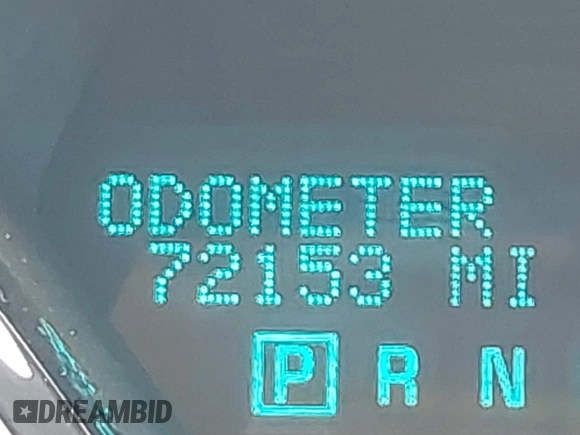 ODOMETER
72153 MI
P R N
DREAMBID